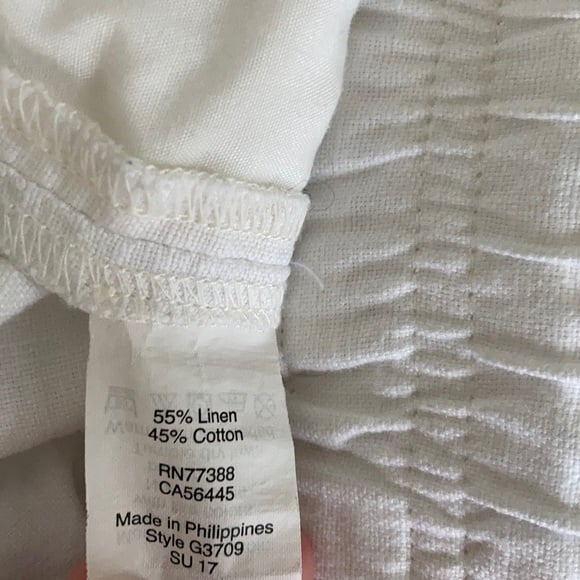 55% Linen
45% Cotton
RN77388
CA56445
Made in Philippines
Style G3709
SU 17